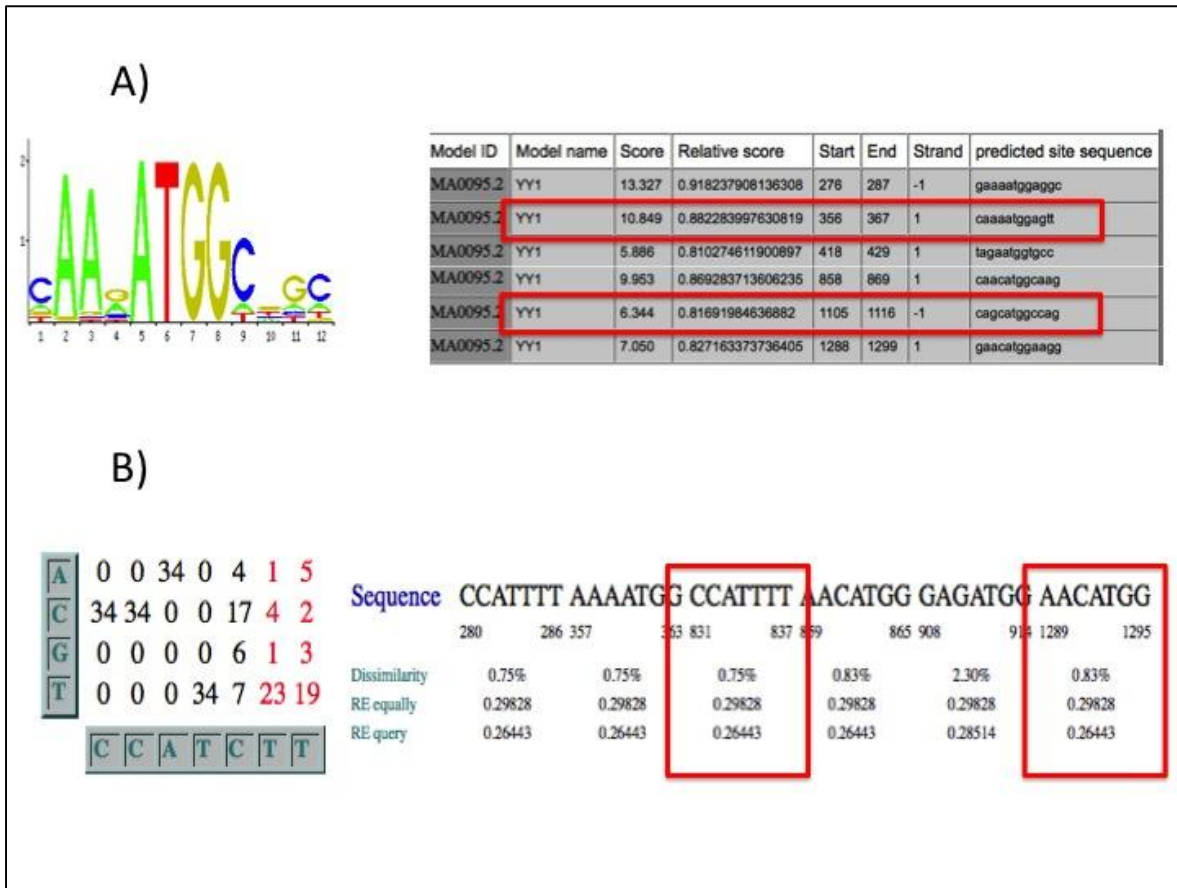 A)
2
1
1 2 3 4 5 6 7 8 9 10 11 12
CAAGATGGC GC
Model ID Model name Score Relative score Start End Strand predicted site sequence
MA0095.2 YY1 13.327 0.918237908136308 276 287 -1 gaaaatggaggc
MA0095.2 YY1 10.849 0.882283997630819 356 367 1 caaaatggagtt
MA0095.2 YY1 5.886 0.81027461190897 418 429 1 tagaatggtgcc
MA0095.2 YY1 9.953 0.869283713606235 858 869 1 caacatggcaag
MA0095.2 YY1 6.344 0.81691984636882 1105 1116 -1 cagcatggccag
MA0095.2 YY1 7.050 0.827163373736405 1288 1299 1 gaacatggaagg
B)
A 0 0 34 0 4 1 5
C 34 34 0 0 17 4 2
G 0 0 0 0 6 1 3
T 0 0 0 34 7 23 19
C C A T C T T
Sequence CCATTTT AAAATGG CCATTTT AACATGG GAGATGG AACATGG
280 286 357 363 831 837 859 865 908 914 1289 1295
Dissimilarity 0.75% 0.75% 0.75% 0.83% 2.30% 0.83%
RE equally 0.29828 0.29828 0.29828 0.29828 0.29828 0.29828
RE query 0.26443 0.26443 0.26443 0.26443 0.28514 0.26443